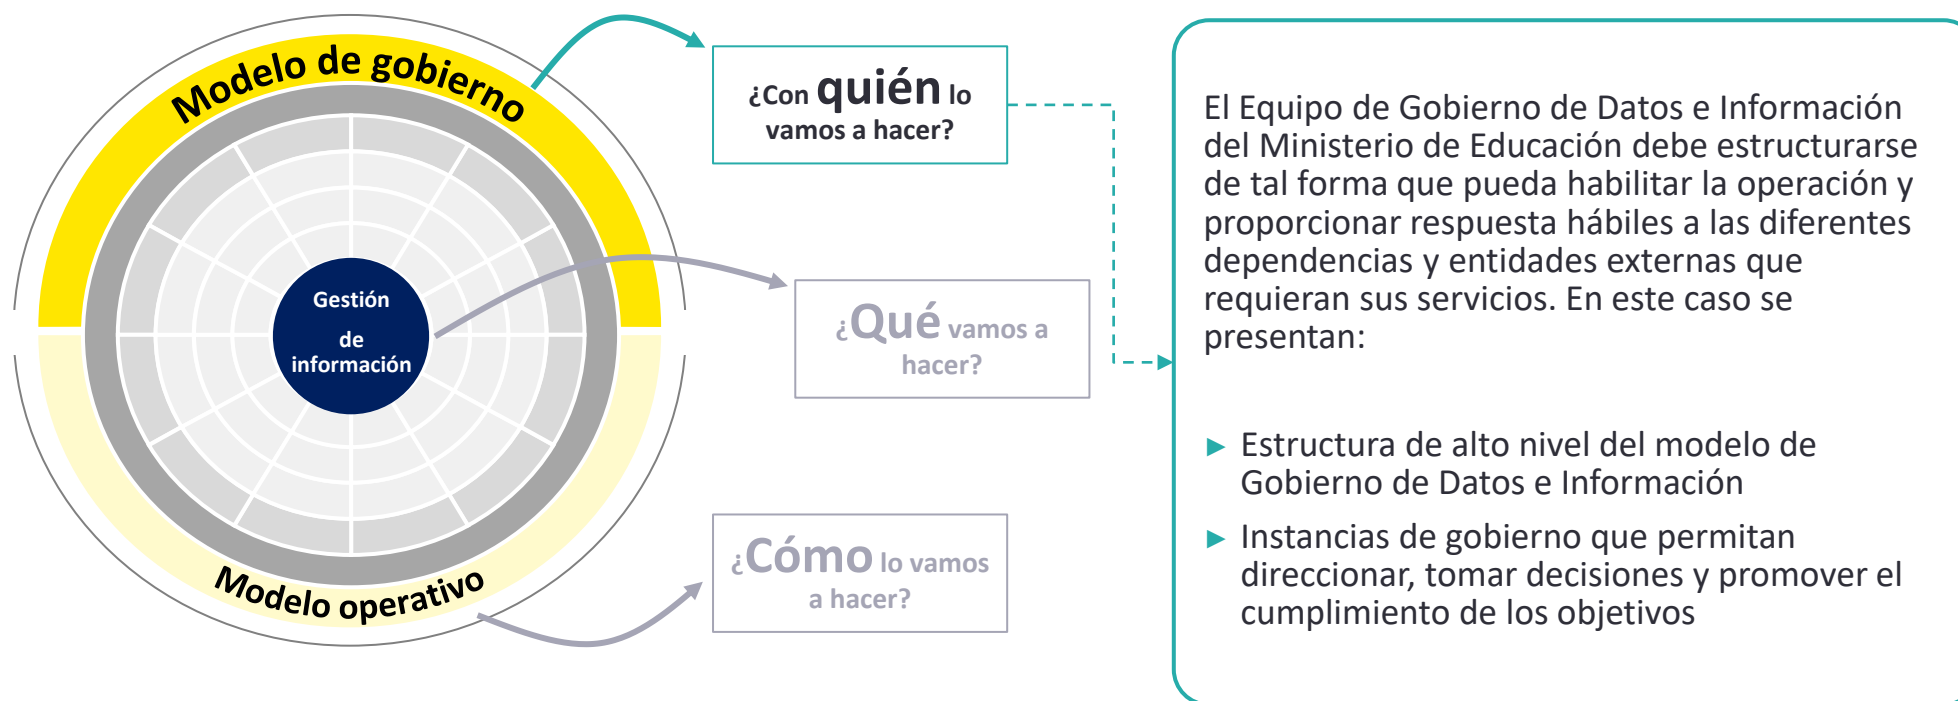 Modelo de gobierno
Gestión
de
información
Modelo operativo
¿Con quién lo
vamos a hacer?
¿Qué vamos a
hacer?
¿Cómo lo vamos
a hacer?
El Equipo de Gobierno de Datos e Información
del Ministerio de Educación debe estructurarse
de tal forma que pueda habilitar la operación y
proporcionar respuesta hábiles a las diferentes
dependencias y entidades externas que
requieran sus servicios. En este caso se
presentan:
► Estructura de alto nivel del modelo de
Gobierno de Datos e Información
► Instancias de gobierno que permitan
direccionar, tomar decisiones y promover el
cumplimiento de los objetivos